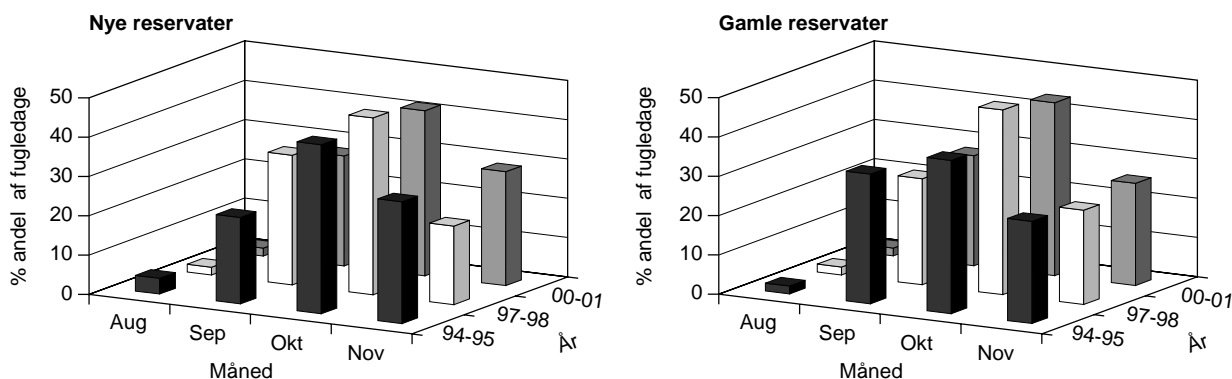 Nye reservater
% andel af fugledage
50
40
30
20
10
0
Aug
Sep
Okt
Nov
Måned
94-95
97-98
00-01
År
Gamle reservater
% andel af fugledage
50
40
30
20
10
0
Aug
Sep
Okt
Nov
Måned
94-95
97-98
00-01
År